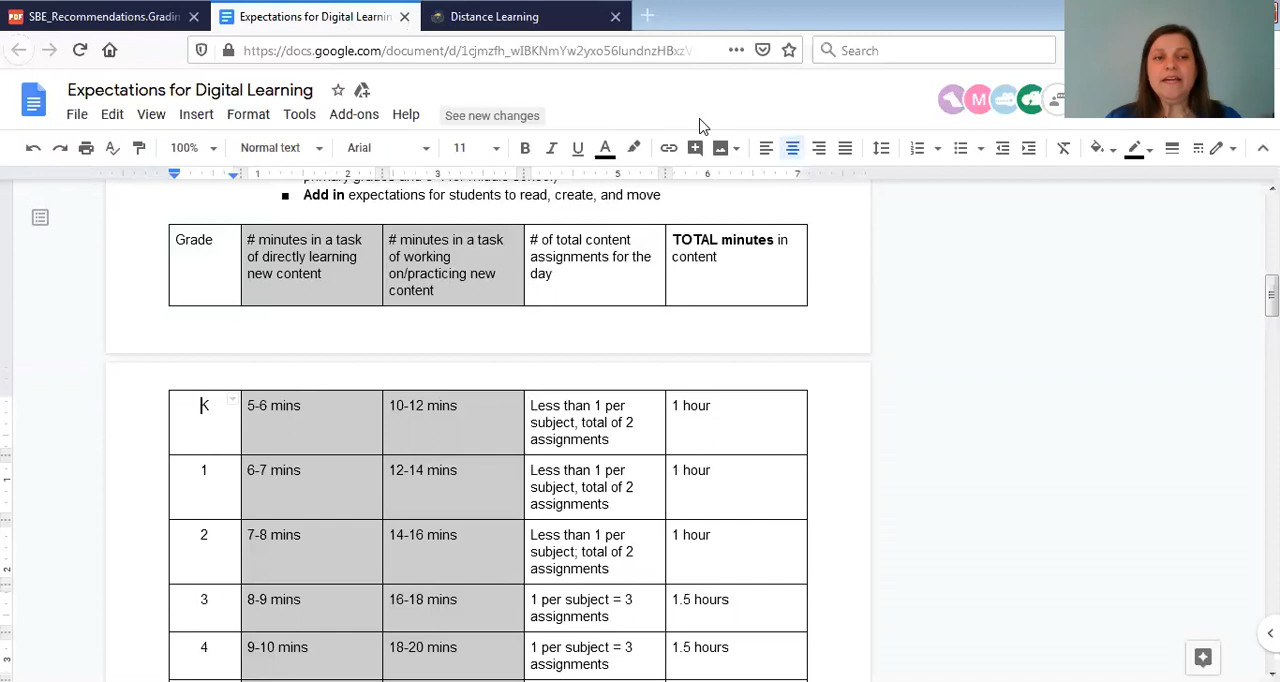 SBE_Recommendations.Gradin
Expectations for Digital Learnin
Distance Learning
https://docs.google.com/document/d/1cjmzfh_wIBKNmYw2yxo56lundnzHBxzV
Search
Expectations for Digital Learning
File Edit View Insert Format Tools Add-ons Help See new changes
M
100% Normal text Arial 11 B I U A
1 2 3 4 5 6 7
■ Add in expectations for students to read, create, and move
Grade
# minutes in a task
of directly learning
new content
# minutes in a task
of working
on/practicing new
content
# of total content
assignments for the
day
TOTAL minutes in
content
K
5-6 mins
10-12 mins
Less than 1 per
subject, total of 2
assignments
1 hour
1
6-7 mins
12-14 mins
Less than 1 per
subject, total of 2
assignments
1 hour
2
7-8 mins
14-16 mins
Less than 1 per
subject; total of 2
assignments
1 hour
3
8-9 mins
16-18 mins
1 per subject = 3
assignments
1.5 hours
4
9-10 mins
18-20 mins
1 per subject = 3
assignments
1.5 hours